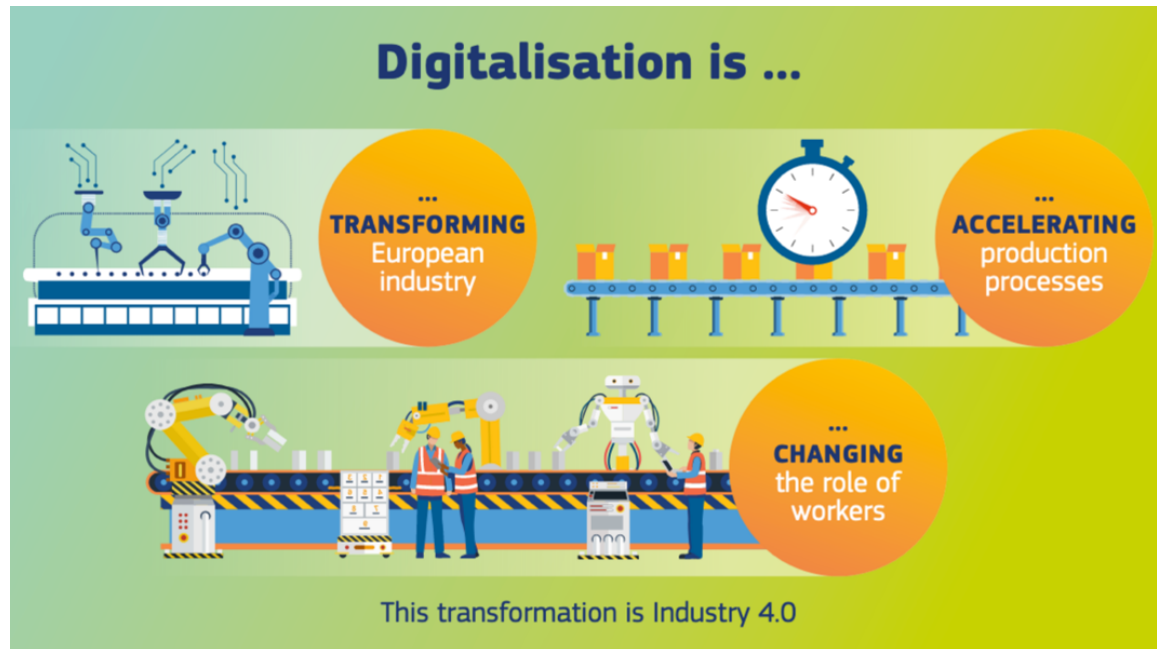 Digitalisation is ...
...
TRANSFORMING
European
industry
...
ACCELERATING
production
processes
...
CHANGING
the role of
workers
This transformation is Industry 4.0